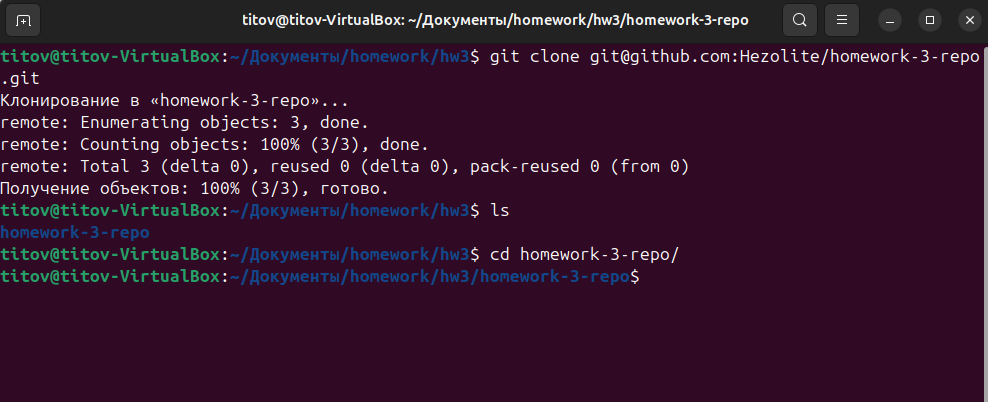 titov@titov-VirtualBox: ~/Документы/homework/hw3/homework-3-repo
titov@titov-VirtualBox:~/Документы/homework/hw3$ git clone git@github.com:Hezolite/homework-3-repo
.git
Клонирование в «homework-3-repo»...
remote: Enumerating objects: 3, done.
remote: Counting objects: 100% (3/3), done.
remote: Total 3 (delta 0), reused 0 (delta 0), pack-reused 0 (from 0)
Получение объектов: 100% (3/3), готово.
titov@titov-VirtualBox:~/Документы/homework/hw3$ ls
homework-3-repo
titov@titov-VirtualBox:~/Документы/homework/hw3$ cd homework-3-repo/
titov@titov-VirtualBox:~/Документы/homework/hw3/homework-3-repo$